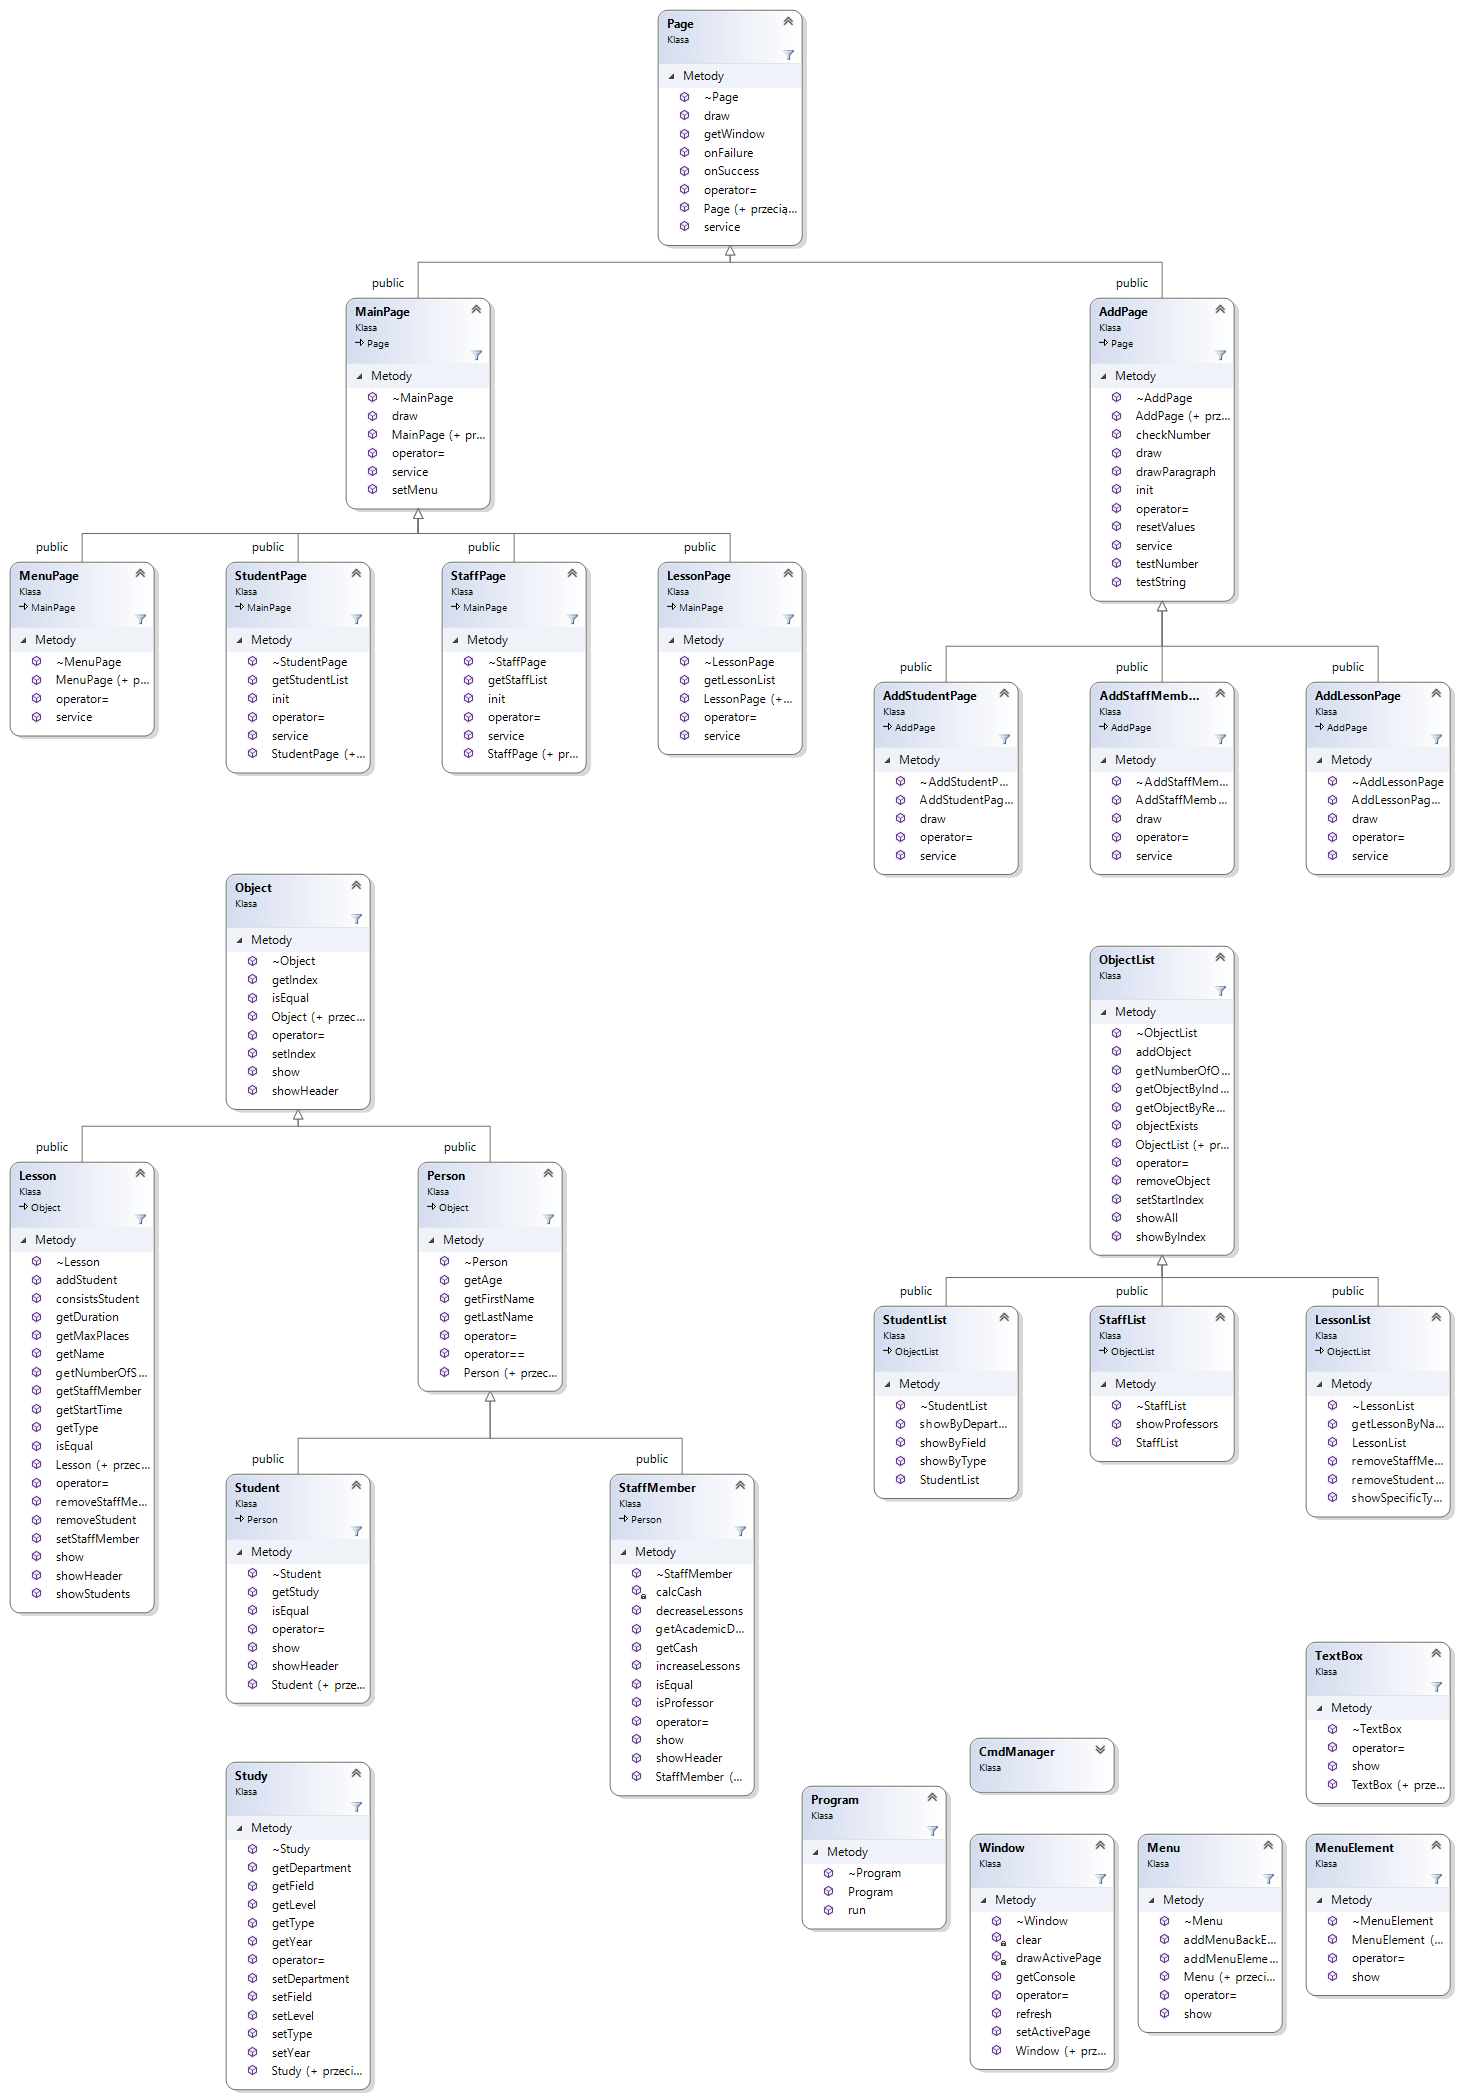 Page
Klasa
Metody
~Page
draw
getWindow
onFailure
onSuccess
operator=
Page (+ przecią...
service
public
public
MainPage
Klasa
Page
Metody
~MainPage
draw
MainPage (+ pr...
operator=
service
setMenu
AddPage
Klasa
Page
Metody
~AddPage
AddPage (+ prz...
checkNumber
draw
drawParagraph
init
operator=
resetValues
service
testNumber
testString
public
public
public
public
MenuPage
Klasa
MainPage
Metody
~MenuPage
MenuPage (+ p...
operator=
service
StudentPage
Klasa
MainPage
Metody
~StudentPage
getStudentList
init
operator=
service
StudentPage (+...
StaffPage
Klasa
MainPage
Metody
~StaffPage
getStaffList
init
operator=
service
StaffPage (+ pr...
LessonPage
Klasa
MainPage
Metody
~LessonPage
getLessonList
LessonPage (+...
operator=
service
public
public
public
AddStudentPage
Klasa
AddPage
Metody
~AddStudentP...
AddStudentPag...
draw
operator=
service
AddStaffMemb...
Klasa
AddPage
Metody
~AddStaffMem...
AddStaffMemb...
draw
operator=
service
AddLessonPage
Klasa
AddPage
Metody
~AddLessonPage
AddLessonPag...
draw
operator=
service
Object
Klasa
Metody
~Object
getIndex
isEqual
Object (+ przec...
operator=
setIndex
show
showHeader
ObjectList
Klasa
Metody
~ObjectList
addObject
getNumberOfO...
getObjectByInd...
getObjectByRe...
objectExists
ObjectList (+ pr...
operator=
removeObject
setStartIndex
showAll
showByIndex
public
public
Lesson
Klasa
Object
Metody
~Lesson
addStudent
consistsStudent
getDuration
getMaxPlaces
getName
getNumberOfS...
getStaffMember
getStartTime
getType
isEqual
Lesson (+ przec...
operator=
removeStaffMe...
removeStudent
setStaffMember
show
showHeader
showStudents
Person
Klasa
Object
Metody
~Person
getAge
getFirstName
getLastName
operator=
operator==
Person (+ przec...
public
public
public
StudentList
Klasa
ObjectList
Metody
~StudentList
showByDepart...
showByField
showByType
StudentList
StaffList
Klasa
ObjectList
Metody
~StaffList
showProfessors
StaffList
LessonList
Klasa
ObjectList
Metody
~LessonList
getLessonByNa...
LessonList
removeStaffMe...
removeStudent...
showSpecificTy...
public
public
Student
Klasa
Person
Metody
~Student
getStudy
isEqual
operator=
show
showHeader
Student (+ prze...
StaffMember
Klasa
Person
Metody
~StaffMember
calcCash
decreaseLessons
getAcademicD...
getCash
increaseLessons
isEqual
isProfessor
operator=
show
showHeader
StaffMember (...
TextBox
Klasa
Metody
~TextBox
operator=
show
TextBox (+ prze...
Study
Klasa
Metody
~Study
getDepartment
getField
getLevel
getType
getYear
operator=
setDepartment
setField
setLevel
setType
setYear
Study (+ przeci...
CmdManager
Klasa
Program
Klasa
Metody
~Program
Program
run
Window
Klasa
Metody
~Window
clear
drawActivePage
getConsole
operator=
refresh
setActivePage
Window (+ prz...
Menu
Klasa
Metody
~Menu
addMenuBackE...
addMenuEleme...
Menu (+ przeci...
operator=
show
MenuElement
Klasa
Metody
~MenuElement
MenuElement (...
operator=
show